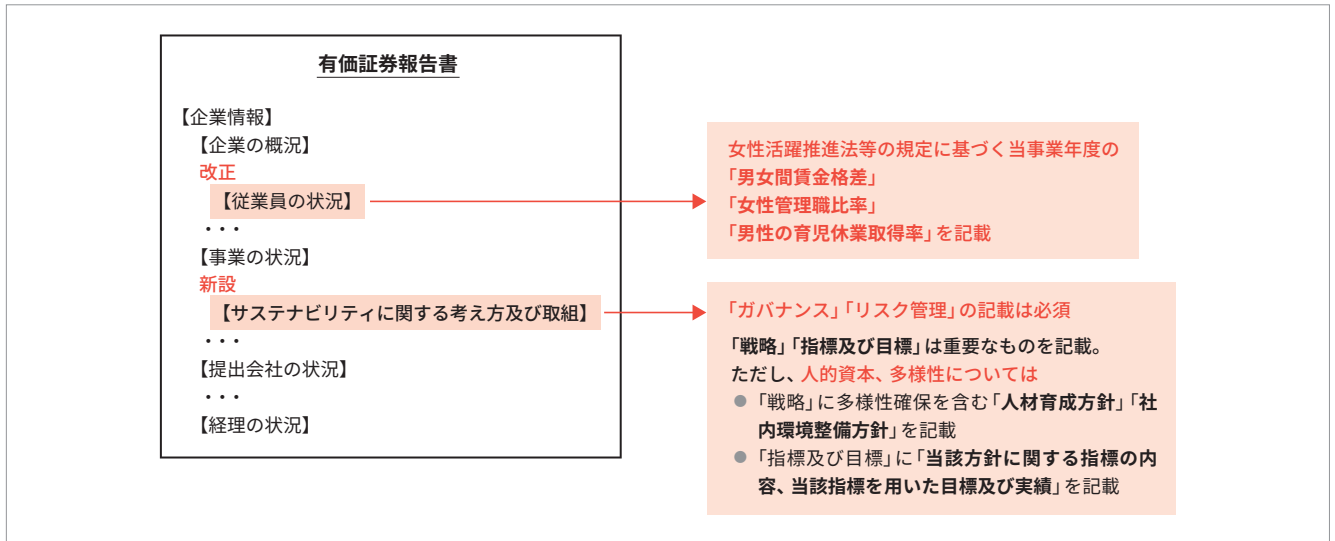 有価証券報告書
【企業情報】
【企業の概況】
改正
【従業員の状況】
・・・
【事業の状況】
新設
【サステナビリティに関する考え方及び取組】
・・・
【提出会社の状況】
・・・
【経理の状況】
女性活躍推進法等の規定に基づく当事業年度の
「男女間賃金格差」
「女性管理職比率」
「男性の育児休業取得率」を記載
「ガバナンス」「リスク管理」の記載は必須
「戦略」「指標及び目標」は重要なものを記載。
ただし、人的資本、多様性については
● 「戦略」に多様性確保を含む「人材育成方針」「社
内環境整備方針」を記載
● 「指標及び目標」に「当該方針に関する指標の内
容、当該指標を用いた目標及び実績」を記載